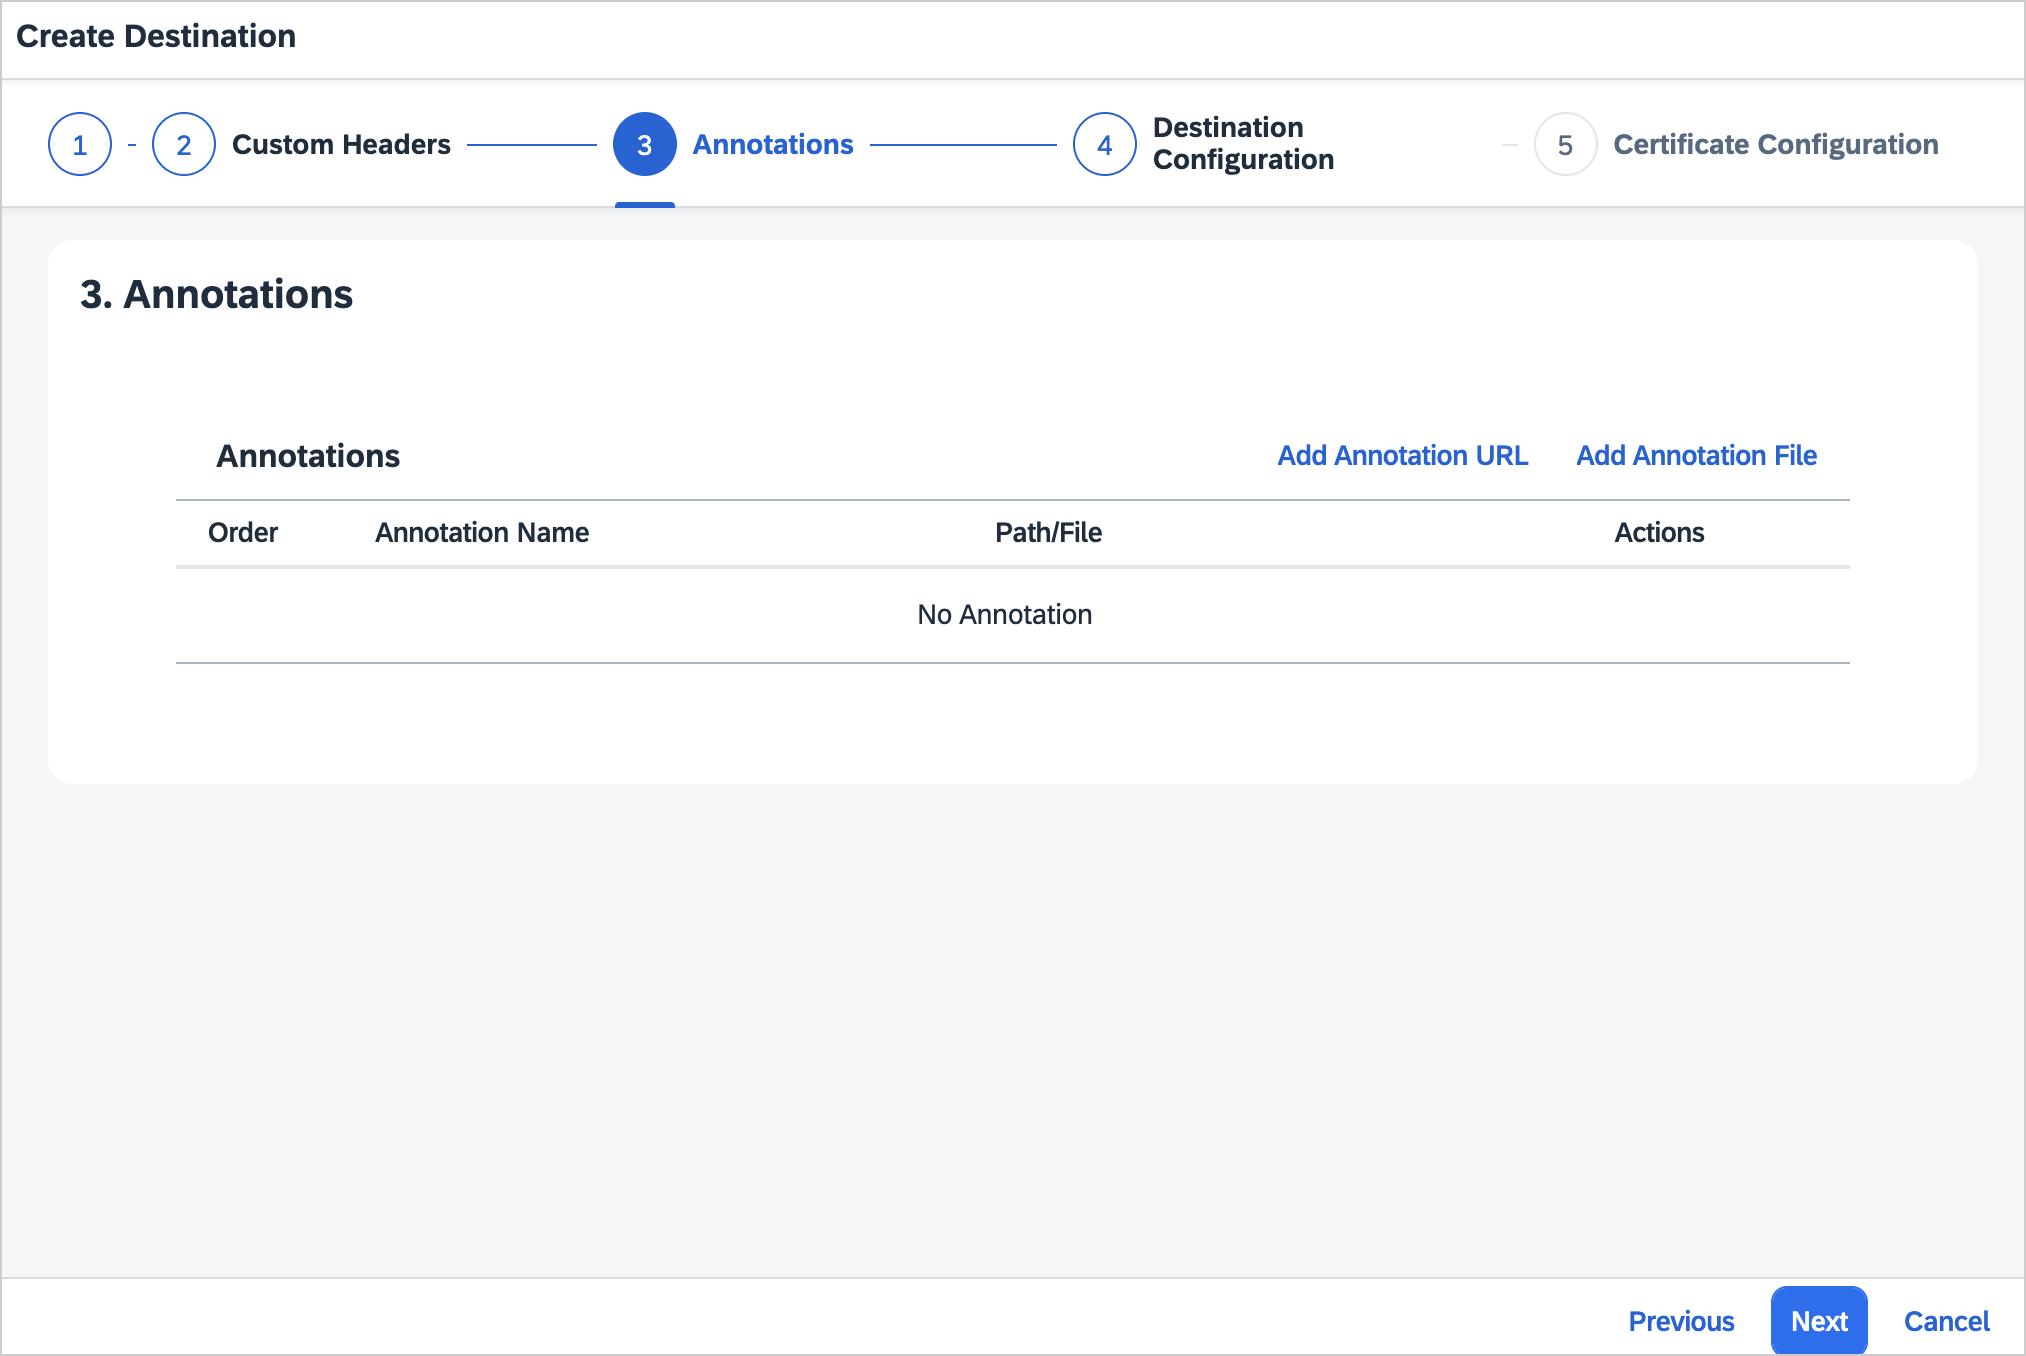 Create Destination
1 - 2 Custom Headers 3 Annotations 4 Destination Configuration 5 Certificate Configuration
3. Annotations
Annotations Add Annotation URL Add Annotation File
Order Annotation Name Path/File Actions
No Annotation
Previous Next Cancel